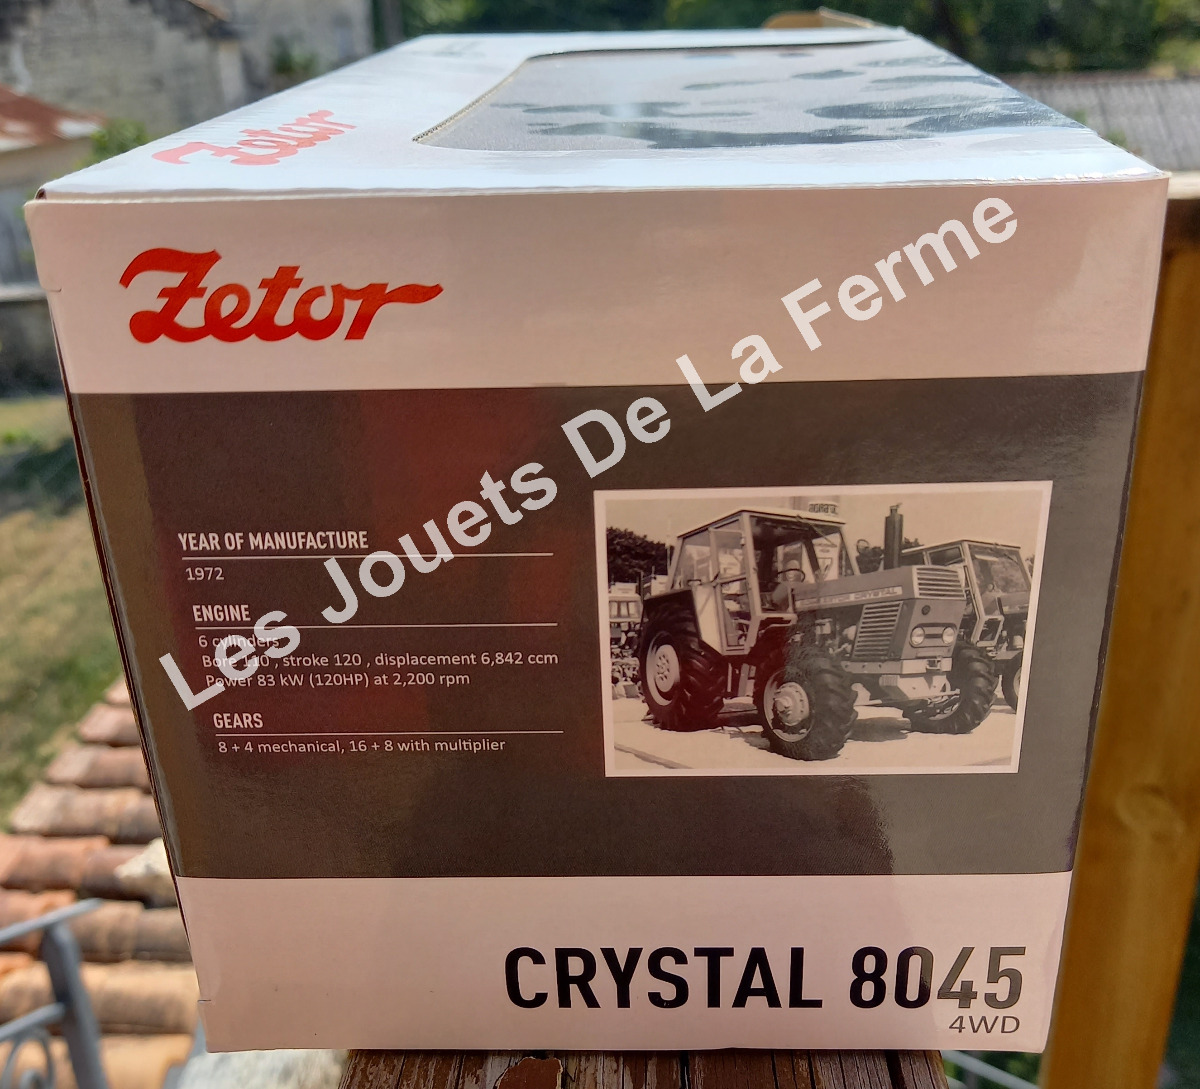 Zetor
Zetor
Les Jouets De La Ferme
YEAR OF MANUFACTURE
1972
ENGINE
6 cylinders
Bore 110 , stroke 120 , displacement 6,842 ccm
Power 83 kW (120HP) at 2,200 rpm
GEARS
8 + 4 mechanical, 16 + 8 with multiplier
CRYSTAL
CRYSTAL 8045
4WD